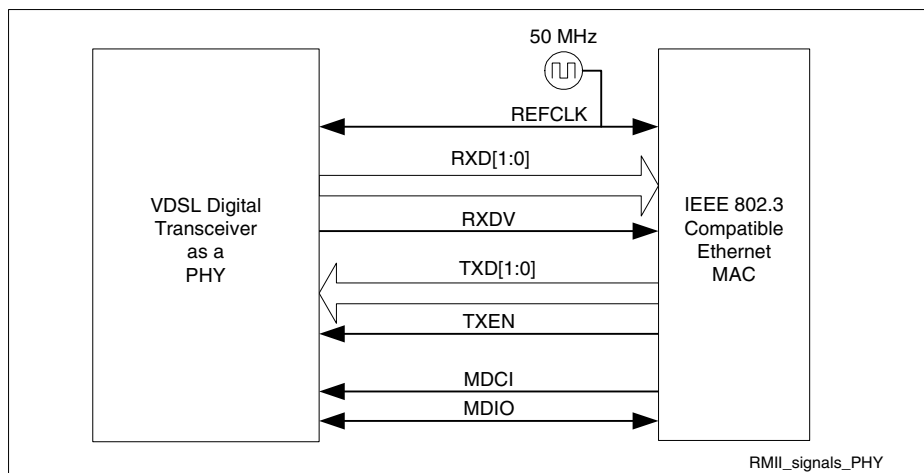 50 MHz
REFCLK
RXD[1:0]
VDSL Digital
Transceiver
as a
PHY
RXDV
TXD[1:0]
TXEN
MDCI
MDIO
IEEE 802.3
Compatible
Ethernet
MAC
RMII_signals_PHY